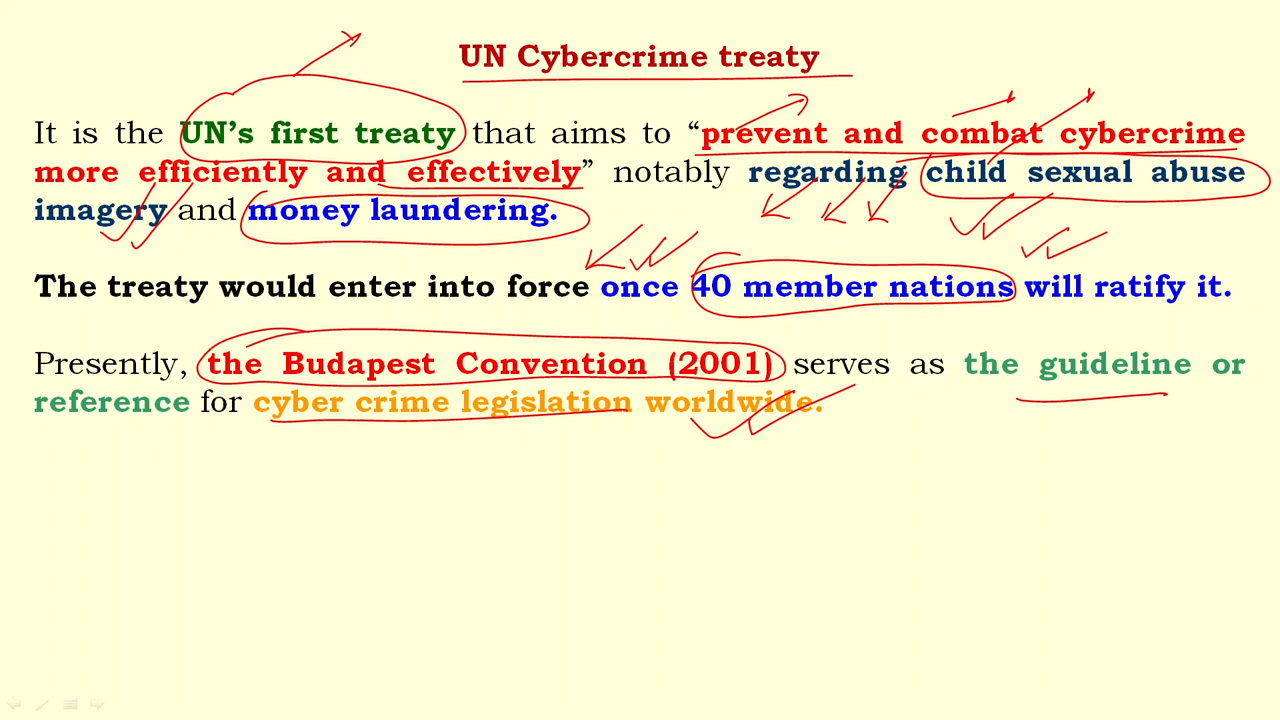 UN Cybercrime treaty
It is the UN’s first treaty that aims to “prevent and combat cybercrime
more efficiently and effectively” notably regarding child sexual abuse
imagery and money laundering.
The treaty would enter into force once 40 member nations will ratify it.
Presently, the Budapest Convention (2001) serves as the guideline or
reference for cyber crime legislation worldwide.